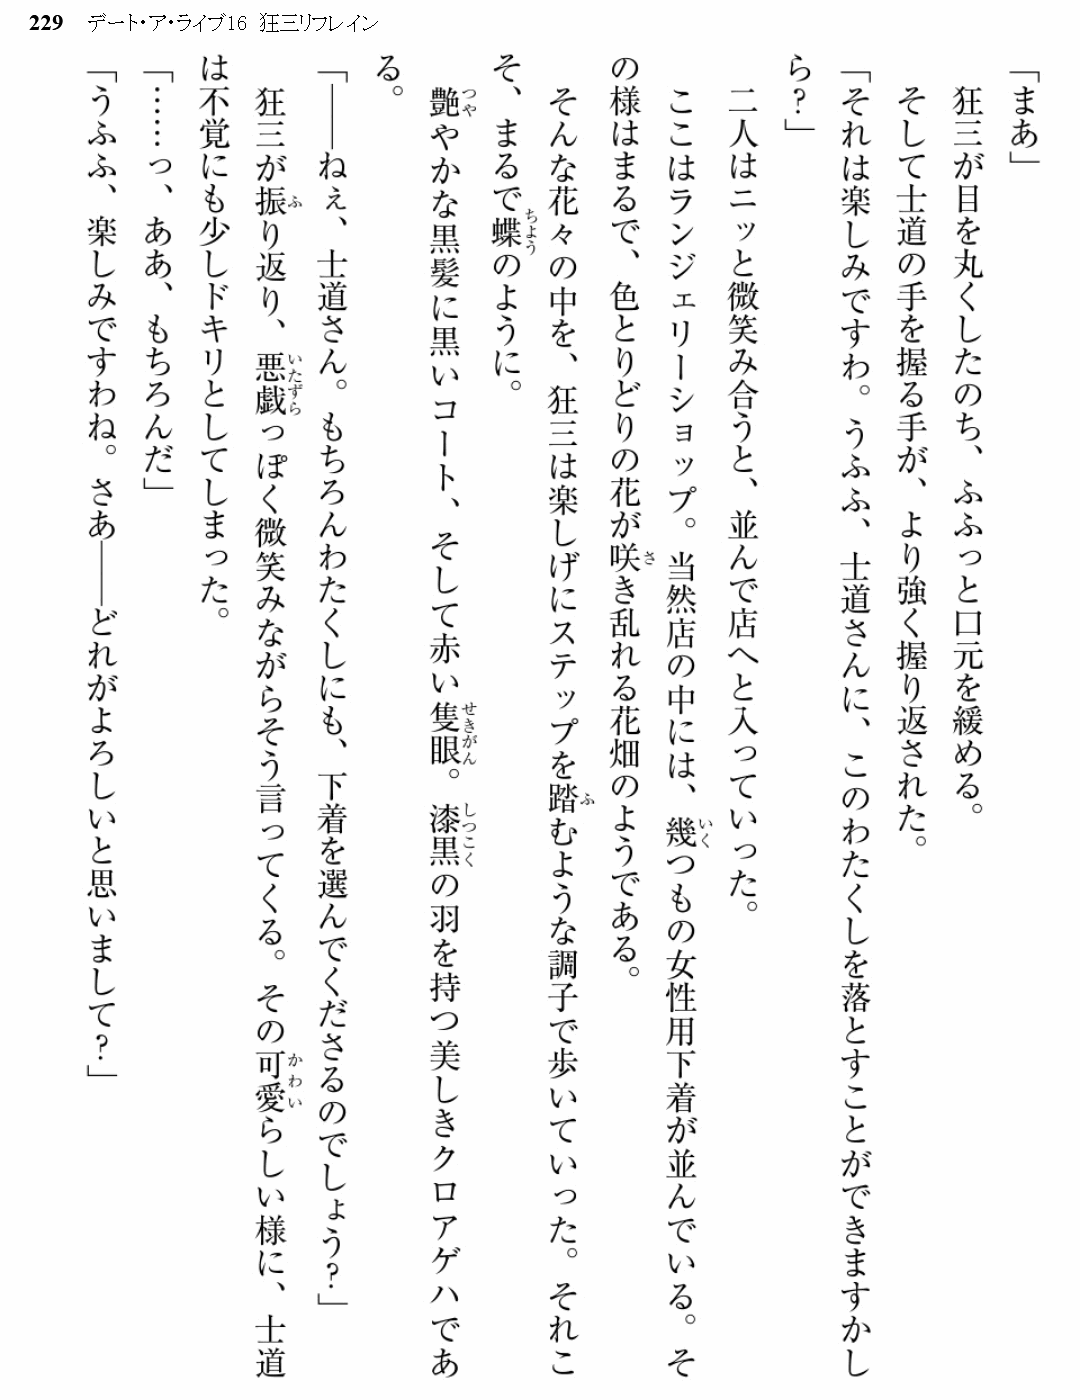 229 デート・ア・ライブ16 狂三リフレイン
「まあ」
　狂三が目を丸くしたのち、ふふっと口元を緩める。
　そして士道の手を握る手が、より強く握り返された。
「それは楽しみですわ。うふふ、士道さんに、このわたくしを落とすことができますかし
ら？」
　二人はニッと微笑み合うと、並んで店へと入っていった。
　ここはランジェリーショップ。当然店の中には、幾つもの女性用下着が並んでいる。そ
の様はまるで、色とりどりの花が咲き乱れる花畑のようである。
　そんな花々の中を、狂三は楽しげにステップを踏むような調子で歩いていった。それこ
そ、まるで蝶のように。
　艶やかな黒髪に黒いコート、そして赤い隻眼。漆黒の羽を持つ美しきクロアゲハであ
る。
「――ねぇ、士道さん。もちろんわたくしにも、下着を選んでくださるのでしょう？」
　狂三が振り返り、悪戯っぽく微笑みながらそう言ってくる。その可愛らしい様に、士道
は不覚にも少しドキリとしてしまった。
「……っ、ああ、もちろんだ」
「うふふ、楽しみですわね。さあ――どれがよろしいと思いまして？」